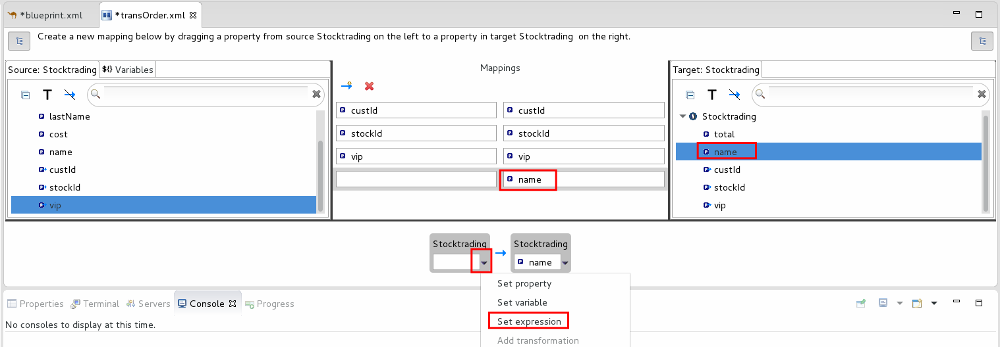 *blueprint.xml *transOrder.xml
Create a new mapping below by dragging a property from source Stocktrading on the left to a property in target Stocktrading on the right.
Source: Stocktrading ${} Variables
T
lastName
cost
name
custId
stockId
vip
Mappings
custId custId
stockId stockId
vip vip
name
Target: Stocktrading
T
Stocktrading
total
name
custId
stockId
vip
Stocktrading Stocktrading
name
Set property
Set variable
Set expression
Add transformation
Properties Terminal Servers Console Progress
No consoles to display at this time.